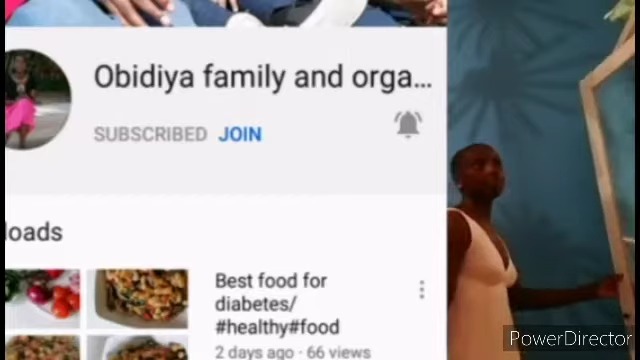 Obidiya family and orga...
SUBSCRIBED JOIN
loads
Best food for
diabetes/
#healthy#food
2 days ago · 66 views
PowerDirector